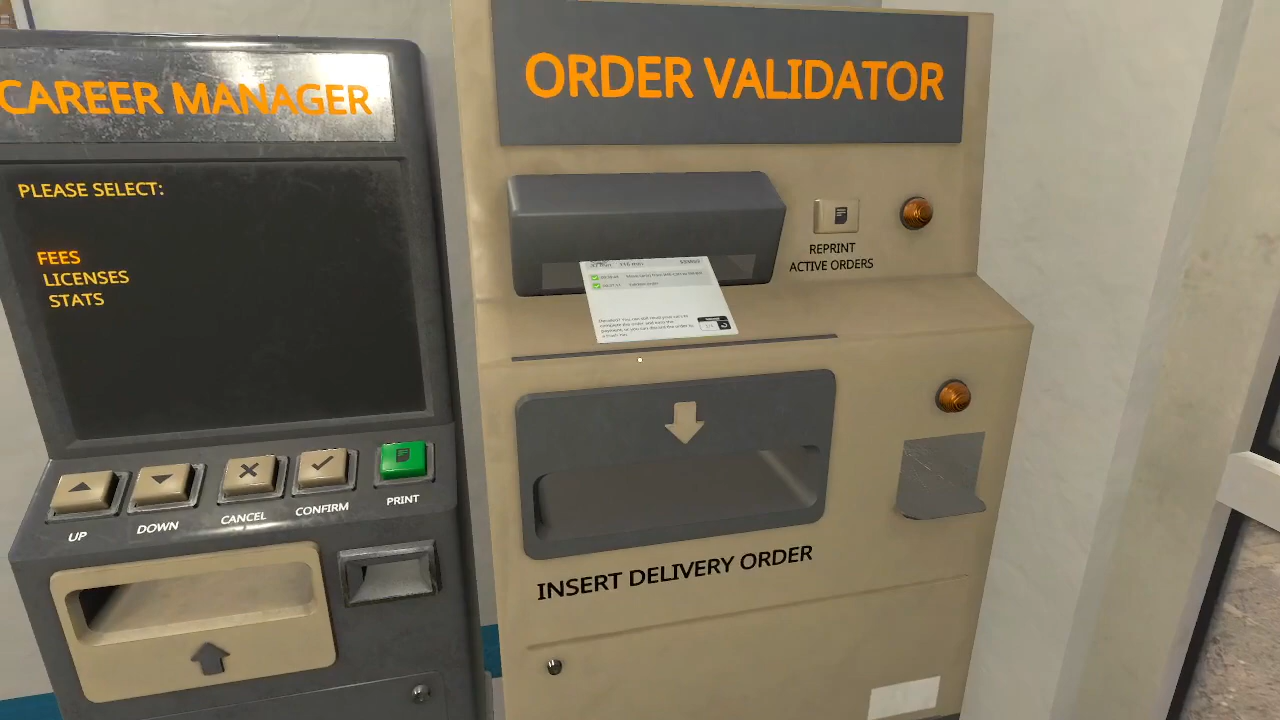 CAREER MANAGER
PLEASE SELECT:
FEES
LICENSES
STATS
UP
DOWN
CANCEL
CONFIRM
PRINT
ORDER VALIDATOR
REPRINT
ACTIVE ORDERS
INSERT DELIVERY ORDER